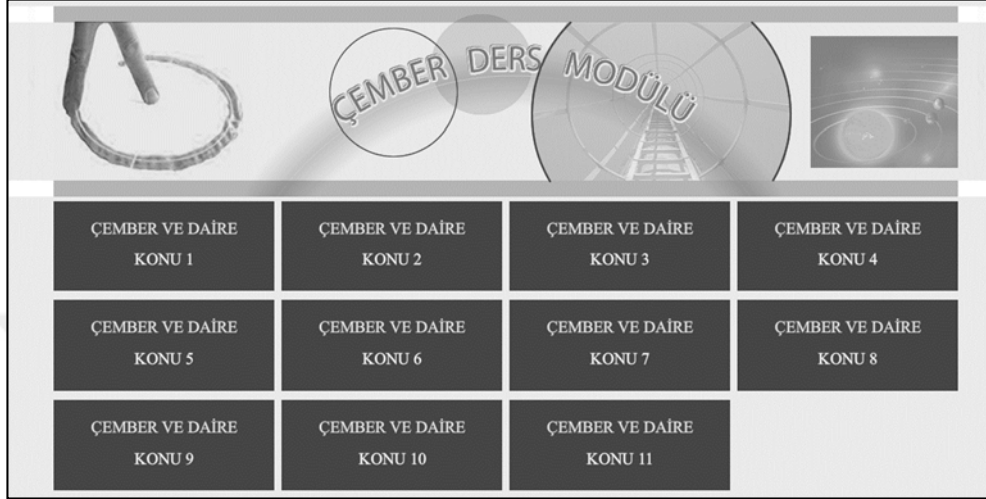 ÇEMBER DERS MODÜLÜ
ÇEMBER VE DAİRE
KONU 1
ÇEMBER VE DAİRE
KONU 2
ÇEMBER VE DAİRE
KONU 3
ÇEMBER VE DAİRE
KONU 4
ÇEMBER VE DAİRE
KONU 5
ÇEMBER VE DAİRE
KONU 6
ÇEMBER VE DAİRE
KONU 7
ÇEMBER VE DAİRE
KONU 8
ÇEMBER VE DAİRE
KONU 9
ÇEMBER VE DAİRE
KONU 10
ÇEMBER VE DAİRE
KONU 11